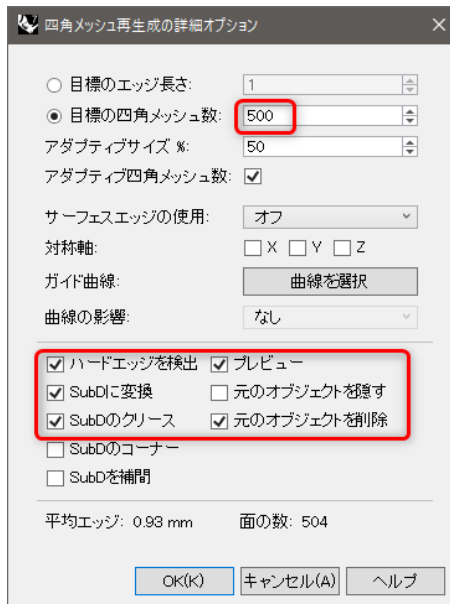 四角メッシュ再生成の詳細オプション
目標のエッジ長さ: 1
目標の四角メッシュ数: 500
アダプティブサイズ %: 50
アダプティブ四角メッシュ数:
サーフェスエッジの使用: オフ
対称軸: X Y Z
ガイド曲線: 曲線を選択
曲線の影響: なし
ハードエッジを検出 プレビュー
SubDに変換 元のオブジェクトを隠す
SubDのクリース 元のオブジェクトを削除
SubDのコーナー
SubDを補間
平均エッジ: 0.93 mm 面の数: 504
OK(K) キャンセル(A) ヘルプ